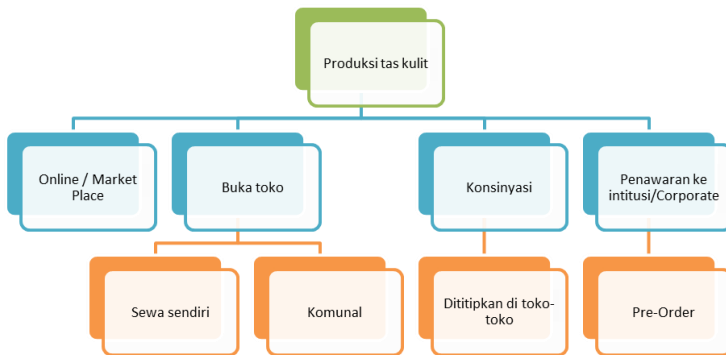 Produksi tas kulit
Online / Market
Place
Buka toko
Konsinyasi
Penawaran ke
intitusi/Corporate
Sewa sendiri
Komunal
Dititipkan di toko-
toko
Pre-Order